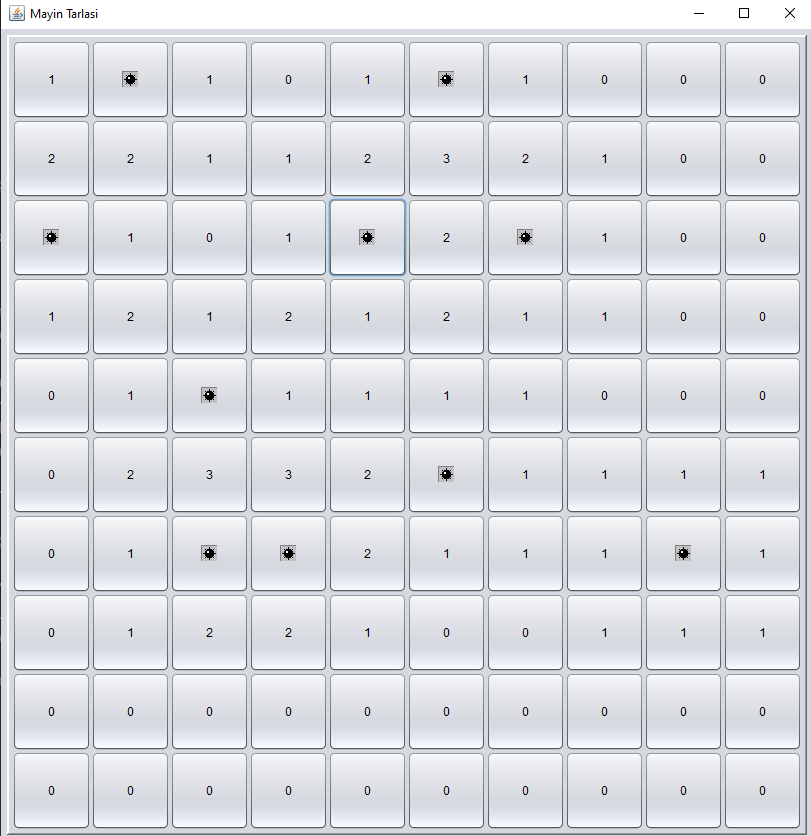 Mayin Tarlasi
1 1 0 1 1 0 0 0
2 2 1 1 2 3 2 1 0 0
1 0 1 2 1 0 0
1 2 1 2 1 2 1 1 0 0
0 1 1 1 1 1 0 0 0
0 2 3 3 2 1 1 1 1
0 1 2 1 1 1 1
0 1 2 2 1 0 0 1 1 1
0 0 0 0 0 0 0 0 0 0
0 0 0 0 0 0 0 0 0 0